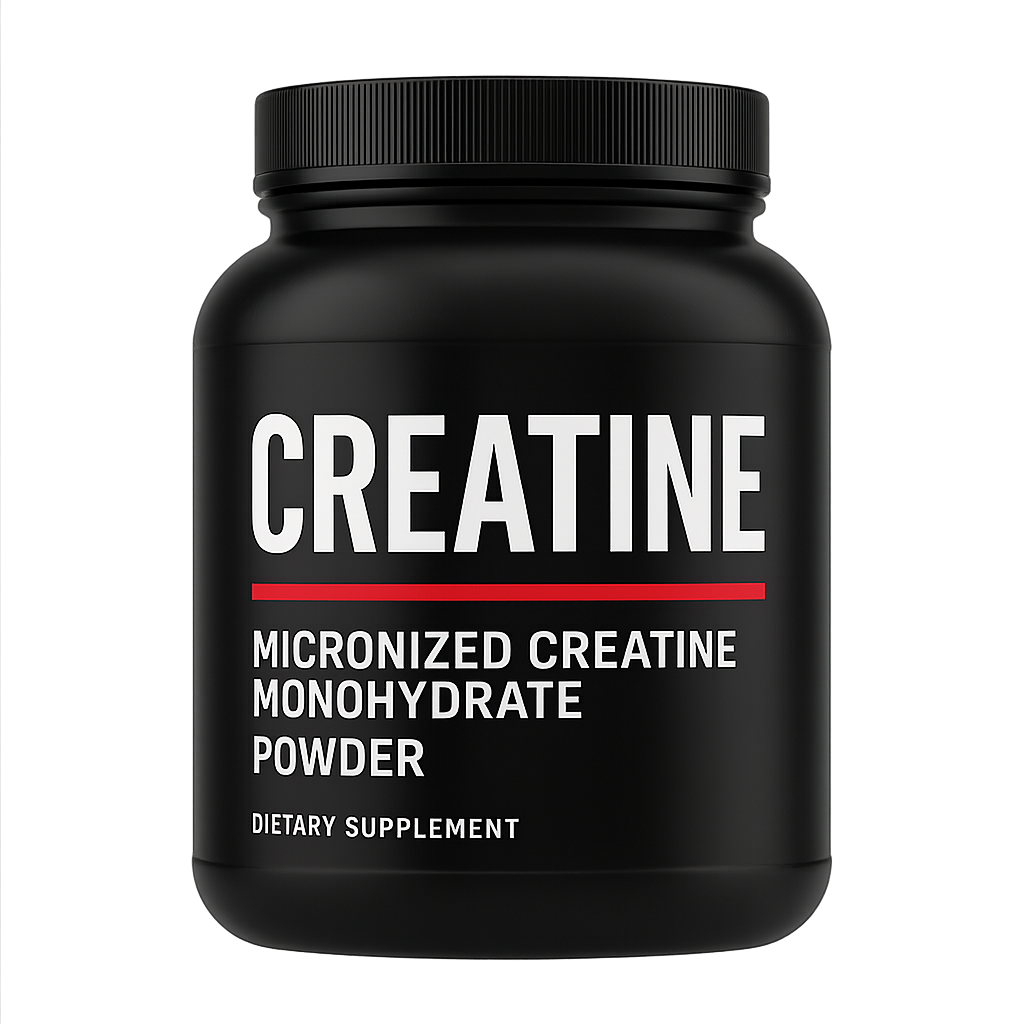 CREATINE
MICRONIZED CREATINE
MONOHYDRATE
POWDER
DIETARY SUPPLEMENT